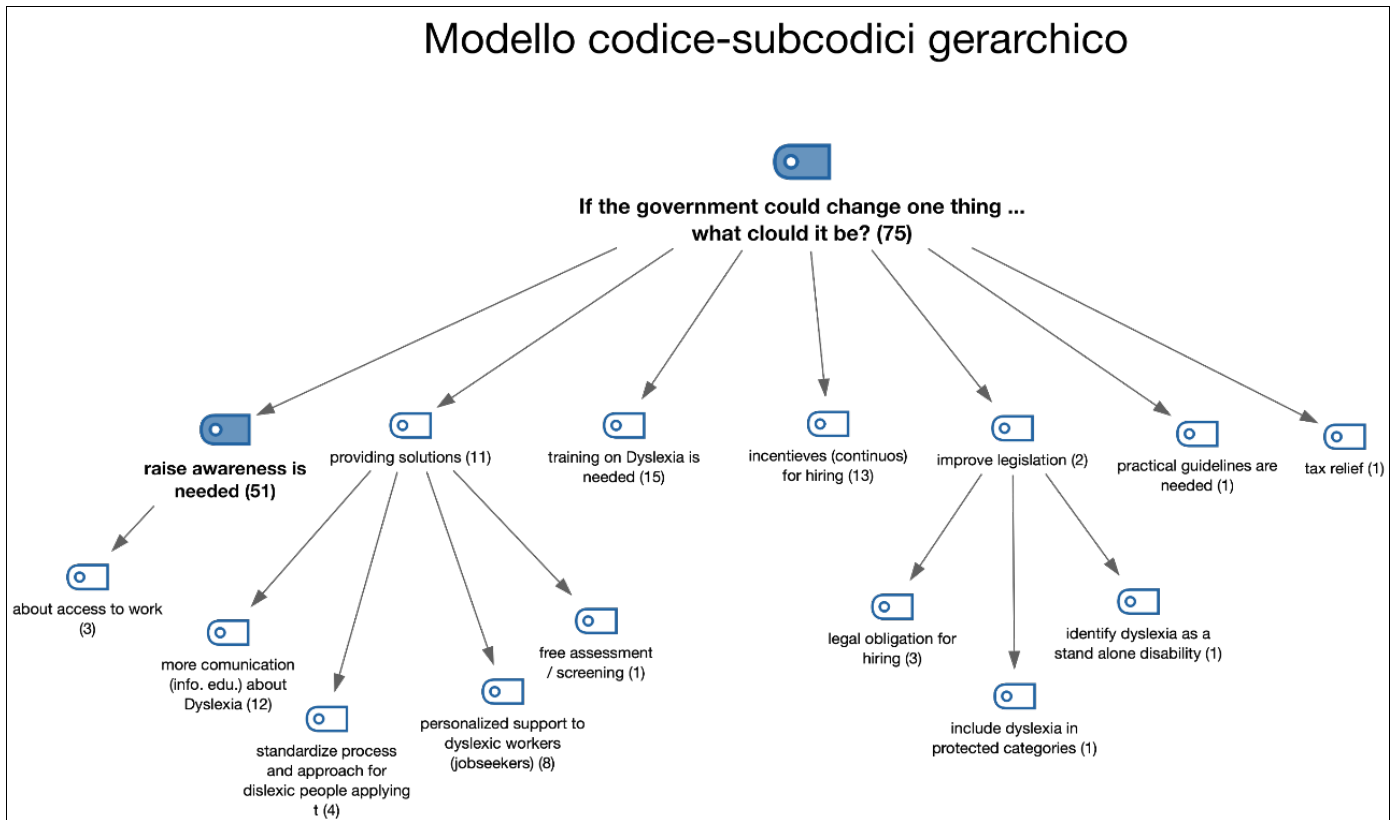 Modello codice-subcodici gerarchico
If the government could change one thing ...
what clould it be? (75)
raise awareness is
needed (51)
providing solutions (11)
training on Dyslexia is
needed (15)
incentieves (continuos)
for hiring (13)
improve legislation (2)
practical guidelines are
needed (1)
tax relief (1)
about access to work
(3)
more comunication
(info. edu.) about
Dyslexia (12)
standardize process
and approach for
dislexic people applying
t (4)
personalized support to
dyslexic workers
(jobseekers) (8)
free assessment
/ screening (1)
legal obligation for
hiring (3)
include dyslexia in
protected categories (1)
identify dyslexia as a
stand alone disability (1)